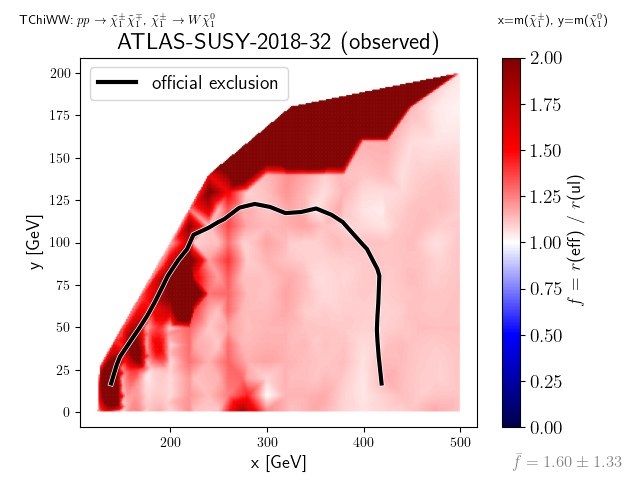 TChiWW: pp → χ̃₁^± χ̃₁^∓, χ̃₁^± → W χ̃₁⁰
x=m(χ̃₁^±), y=m(χ̃₁⁰)
ATLAS-SUSY-2018-32 (observed)
official exclusion
y [GeV]
200
175
150
125
100
75
50
25
0
200
300
400
500
x [GeV]
2.00
1.75
1.50
1.25
1.00
0.75
0.50
0.25
0.00
f = r(eff) / r(ul)
f̄ = 1.60 ± 1.33